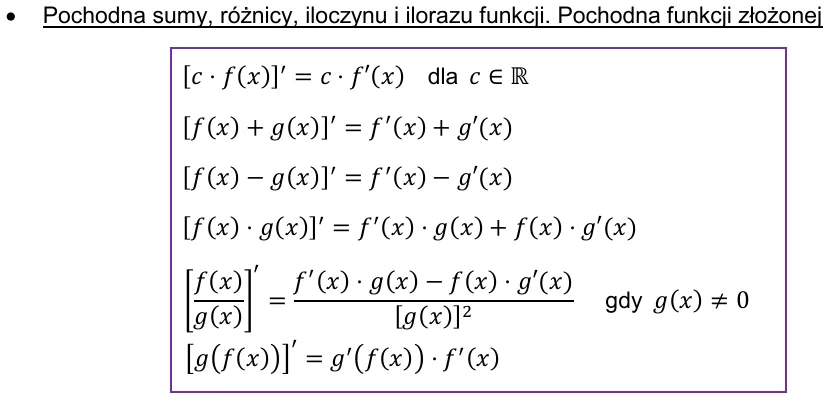 • Pochodna sumy, różnicy, iloczynu i ilorazu funkcji. Pochodna funkcji złożonej
[c · f(x)]′ = c · f′(x) dla c ∈ ℝ
[f(x) + g(x)]′ = f′(x) + g′(x)
[f(x) − g(x)]′ = f′(x) − g′(x)
[f(x) · g(x)]′ = f′(x) · g(x) + f(x) · g′(x)
[f(x)/g(x)]′ = f′(x) · g(x) − f(x) · g′(x) / [g(x)]² gdy g(x) ≠ 0
[g(f(x))]′ = g′(f(x)) · f′(x)